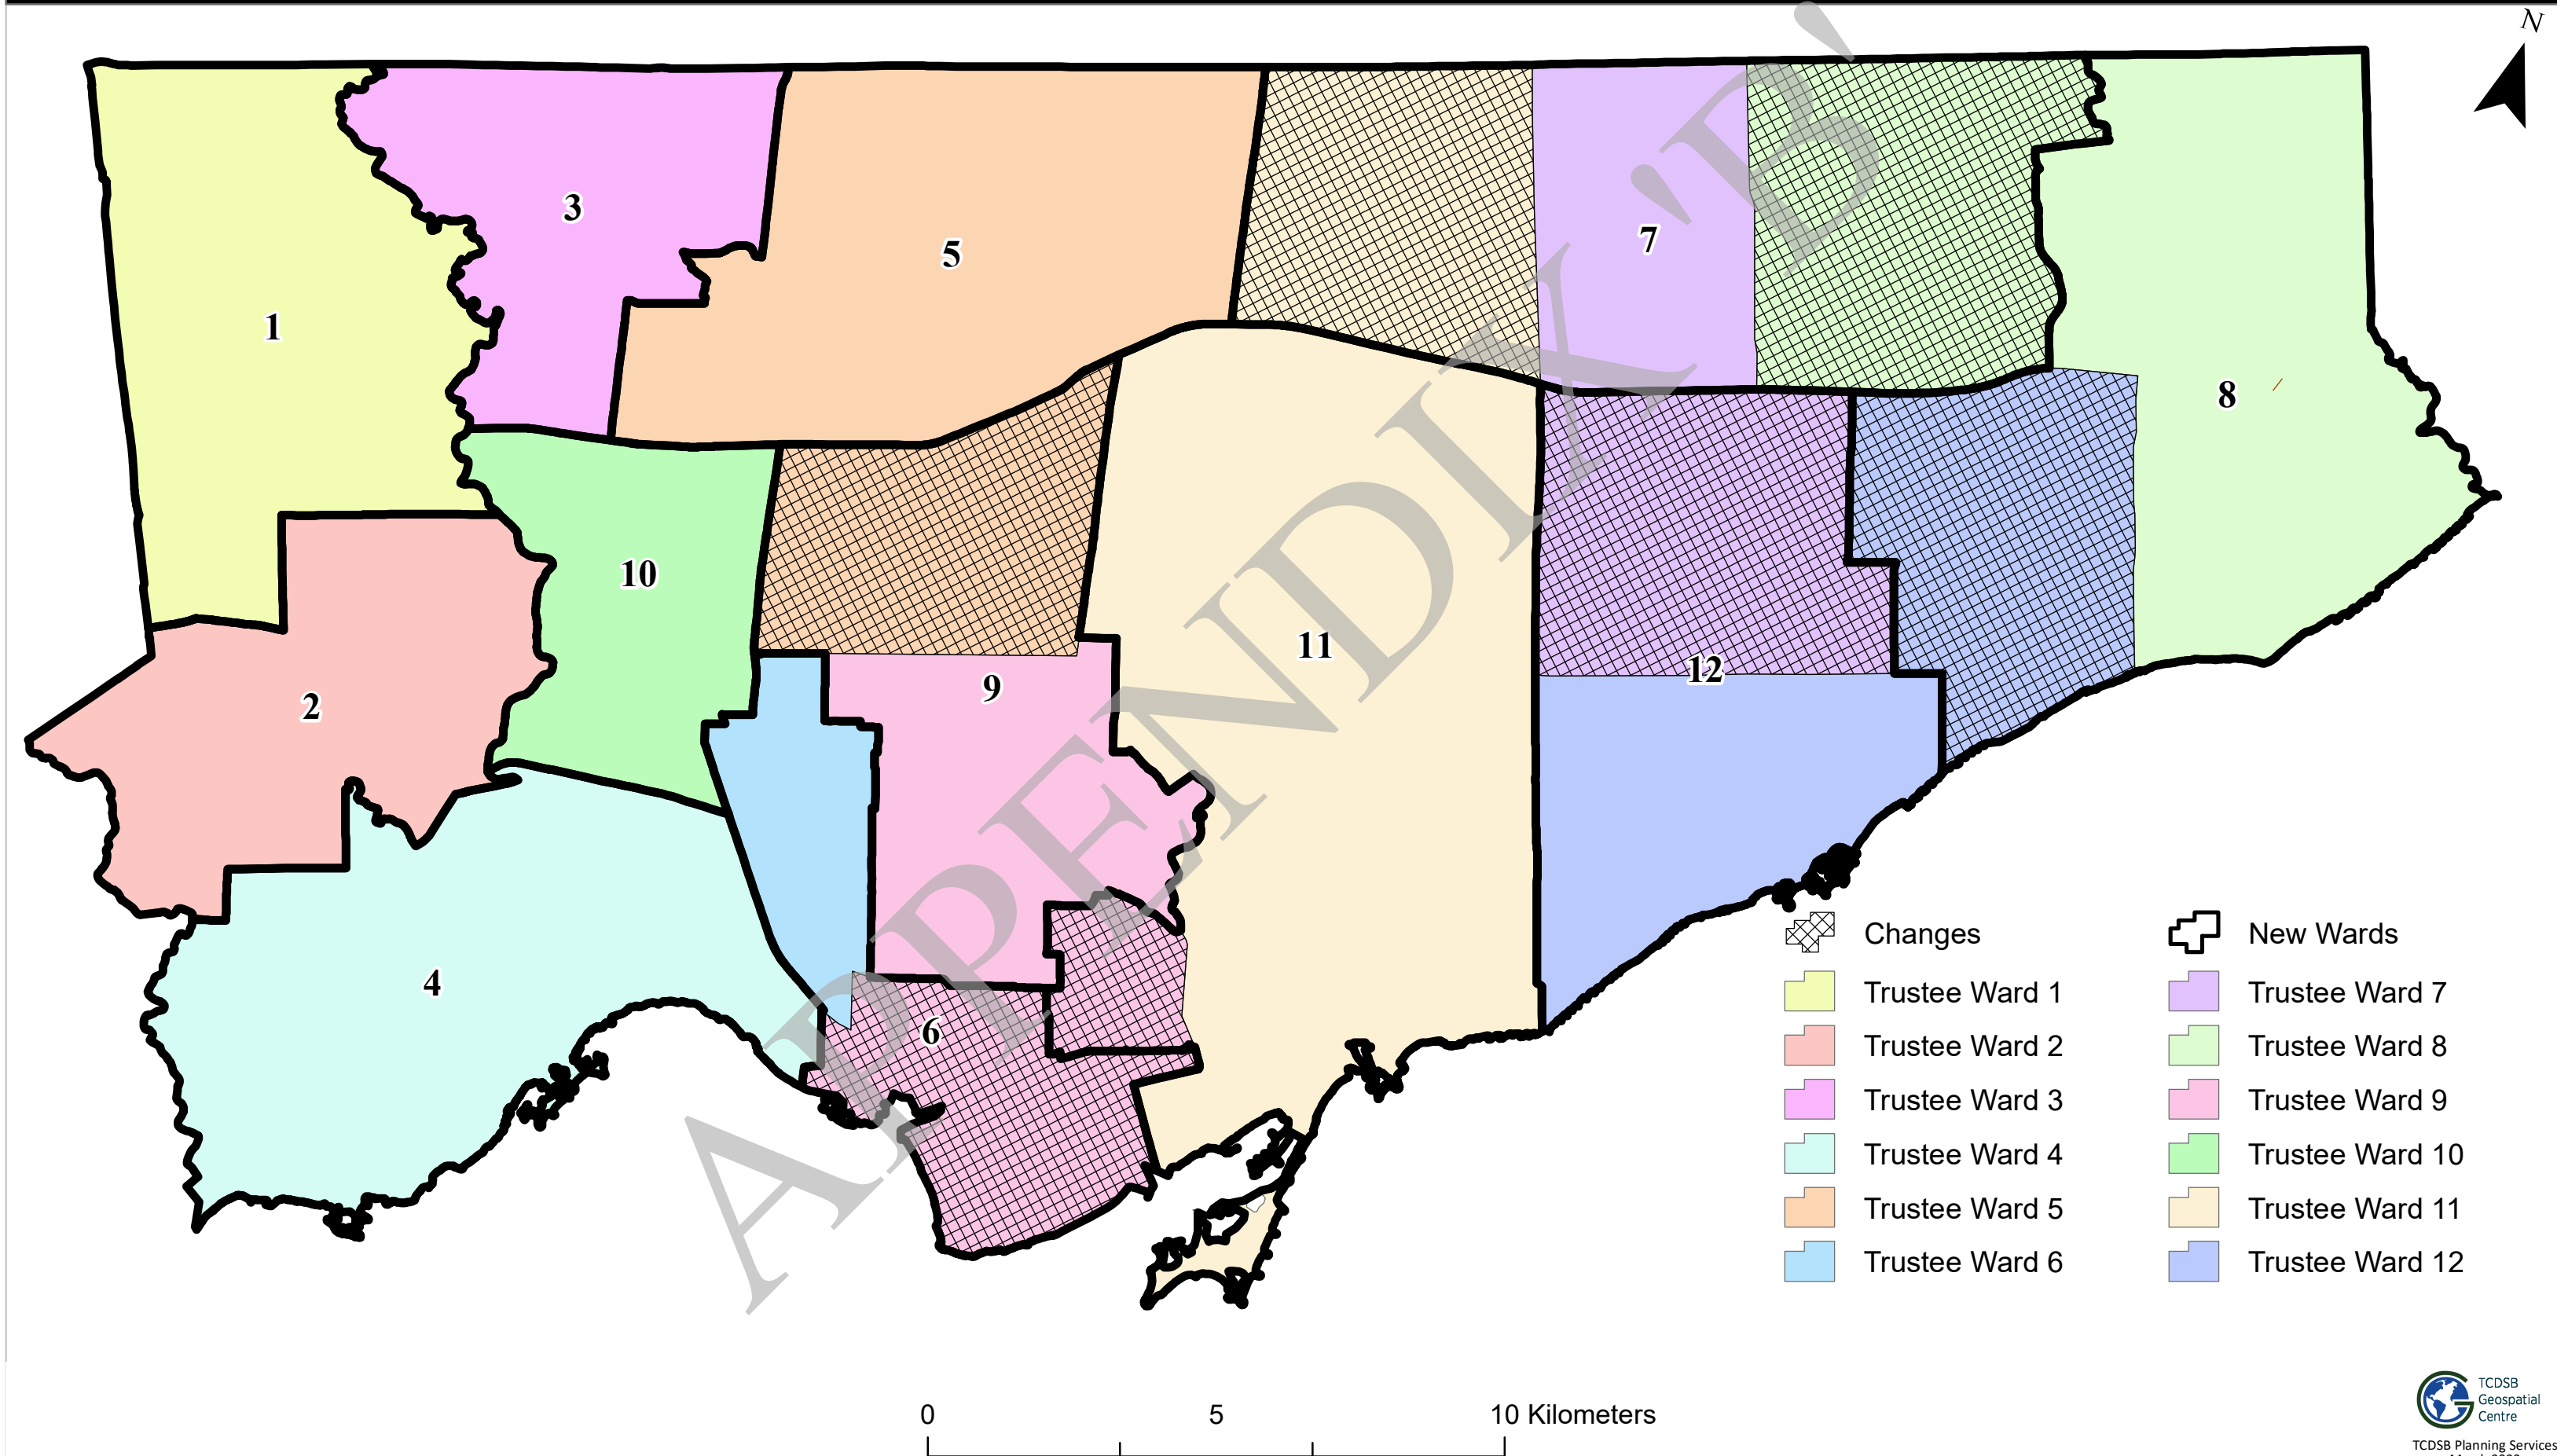 N
3
5
7
1
8
10
11
12
9
2
4
6
APPENDIX 'B'
Changes
New Wards
Trustee Ward 1
Trustee Ward 7
Trustee Ward 2
Trustee Ward 8
Trustee Ward 3
Trustee Ward 9
Trustee Ward 4
Trustee Ward 10
Trustee Ward 5
Trustee Ward 11
Trustee Ward 6
Trustee Ward 12
0 5 10 Kilometers
TCDSB
Geospatial
Centre
TCDSB Planning Services